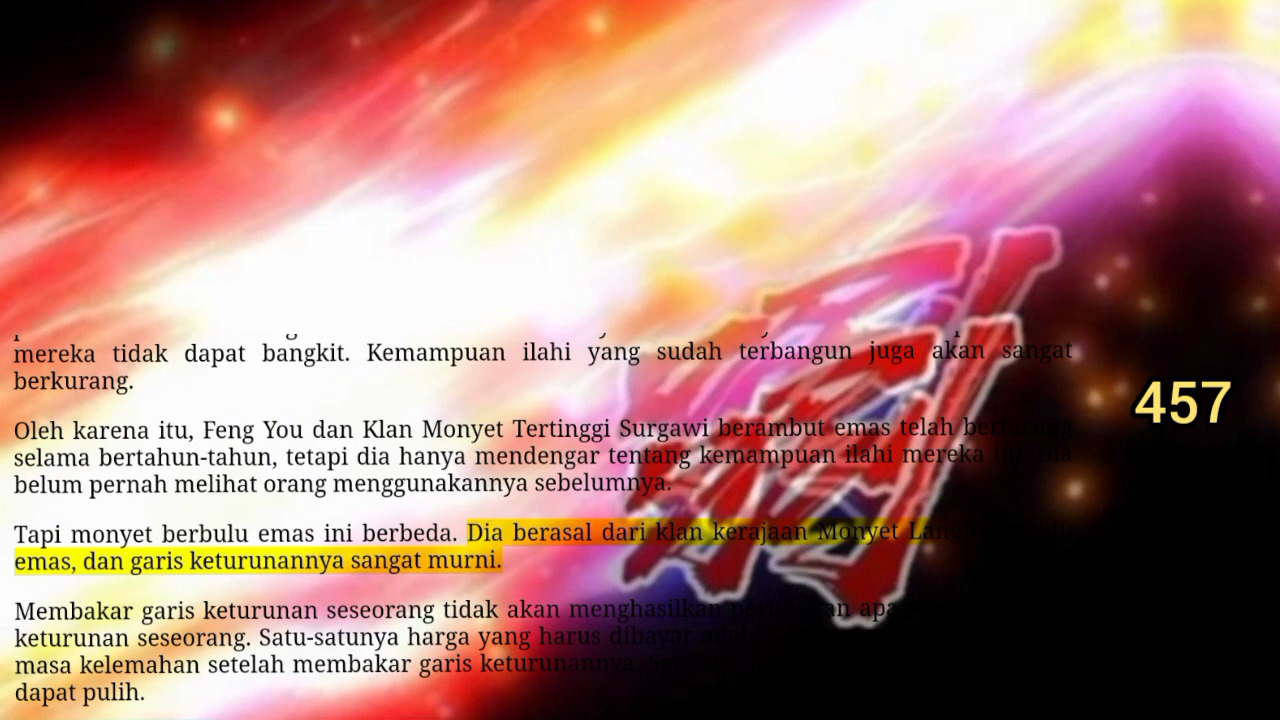 mereka tidak dapat bangkit. Kemampuan ilahi yang sudah terbangun juga akan sangat
berkurang.
Oleh karena itu, Feng You dan Klan Monyet Tertinggi Surgawi berambut emas telah bertarung
selama bertahun-tahun, tetapi dia hanya mendengar tentang kemampuan ilahi mereka ini. Dia
belum pernah melihat orang menggunakannya sebelumnya.
Tapi monyet berbulu emas ini berbeda. Dia berasal dari klan kerajaan Monyet
emas, dan garis keturunannya sangat murni.
Membakar garis keturunan seseorang tidak akan menghasilkan
keturunan seseorang. Satu-satunya harga yang harus dibayar
masa kelemahan setelah membakar garis keturunannya.
dapat pulih.
457